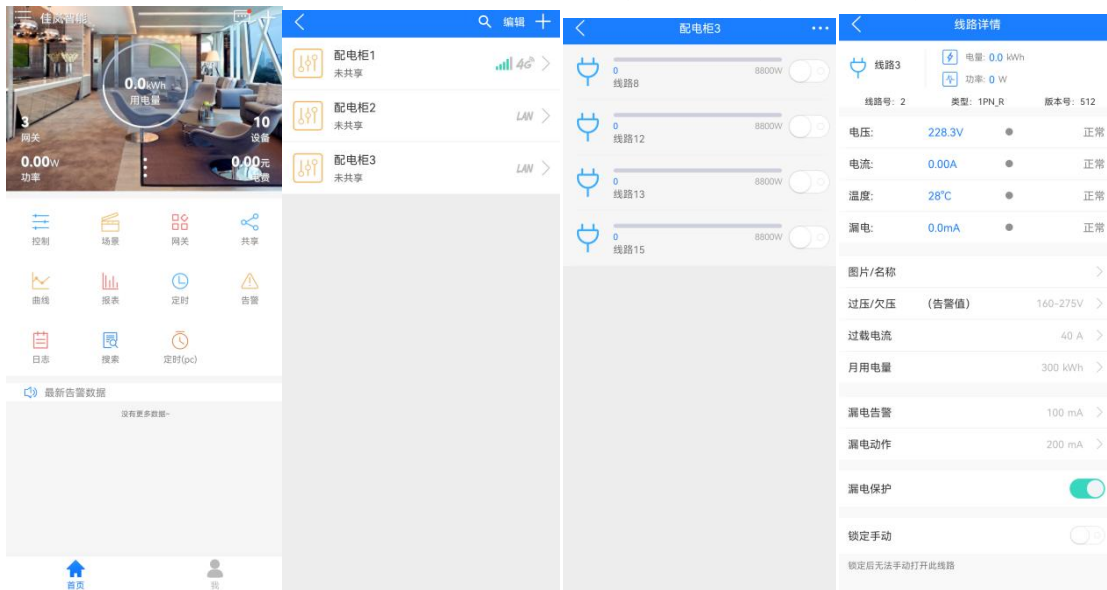 佳凤智能
0.0kWh
用电量
3
网关
10
设备
0.00w
功率
0.00元
电费
控制
场景
网关
共享
曲线
报表
定时
告警
日志
搜索
定时(pc)
最新告警数据
没有更多数据~
首页
我
编辑
配电柜1
未共享
4G
配电柜2
未共享
LAN
配电柜3
未共享
LAN
配电柜3
0
8800W
线路8
0
8800W
线路12
0
8800W
线路13
0
8800W
线路15
线路详情
线路3
电量: 0.0 kWh
功率: 0 W
线路号: 2 类型: 1PN_R 版本号: 512
电压: 228.3V 正常
电流: 0.00A 正常
温度: 28°C 正常
漏电: 0.0mA 正常
图片/名称
过压/欠压 (告警值) 160-275V
过载电流 40 A
月用电量 300 kWh
漏电告警 100 mA
漏电动作 200 mA
漏电保护
锁定手动
锁定后无法手动打开此线路